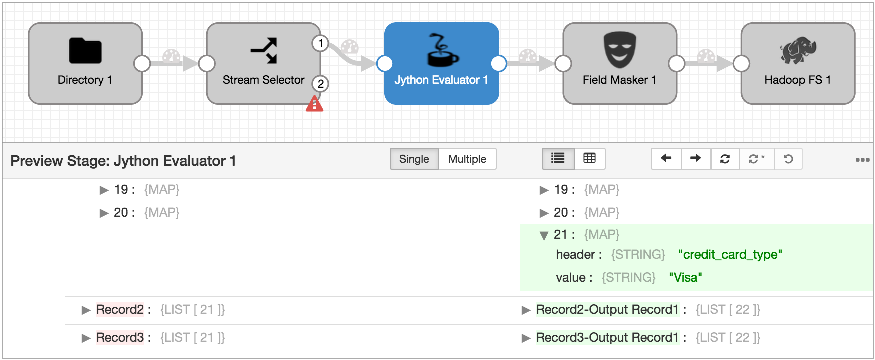 1
2
Directory 1
Stream Selector
Jython Evaluator 1
Field Masker 1
Hadoop FS 1
Preview Stage: Jython Evaluator 1
Single Multiple
19 : {MAP} 19 : {MAP}
20 : {MAP} 20 : {MAP}
21 : {MAP}
header : {STRING} "credit_card_type"
value : {STRING} "Visa"
Record2 : {LIST [ 21 ]} Record2-Output Record1 : {LIST [ 22 ]}
Record3 : {LIST [ 21 ]} Record3-Output Record1 : {LIST [ 22 ]}